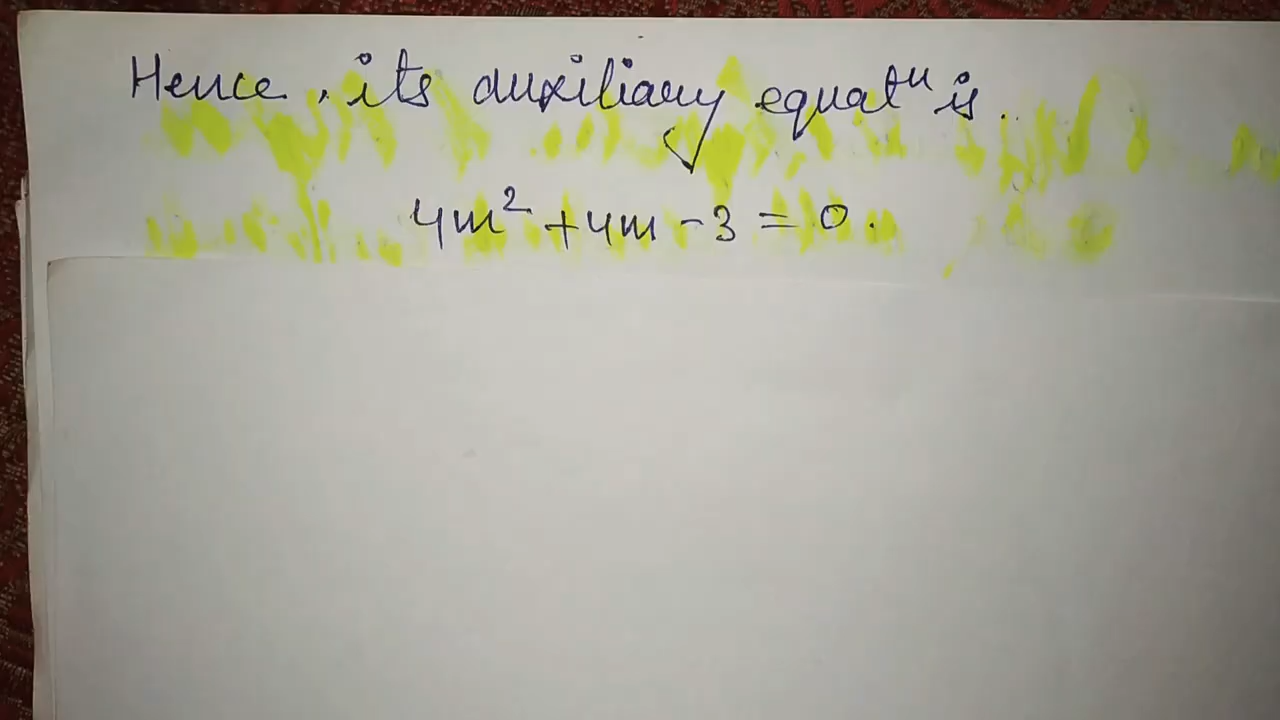 Hence, its auxiliary equatⁿ is.
4m² + 4m - 3 = 0.